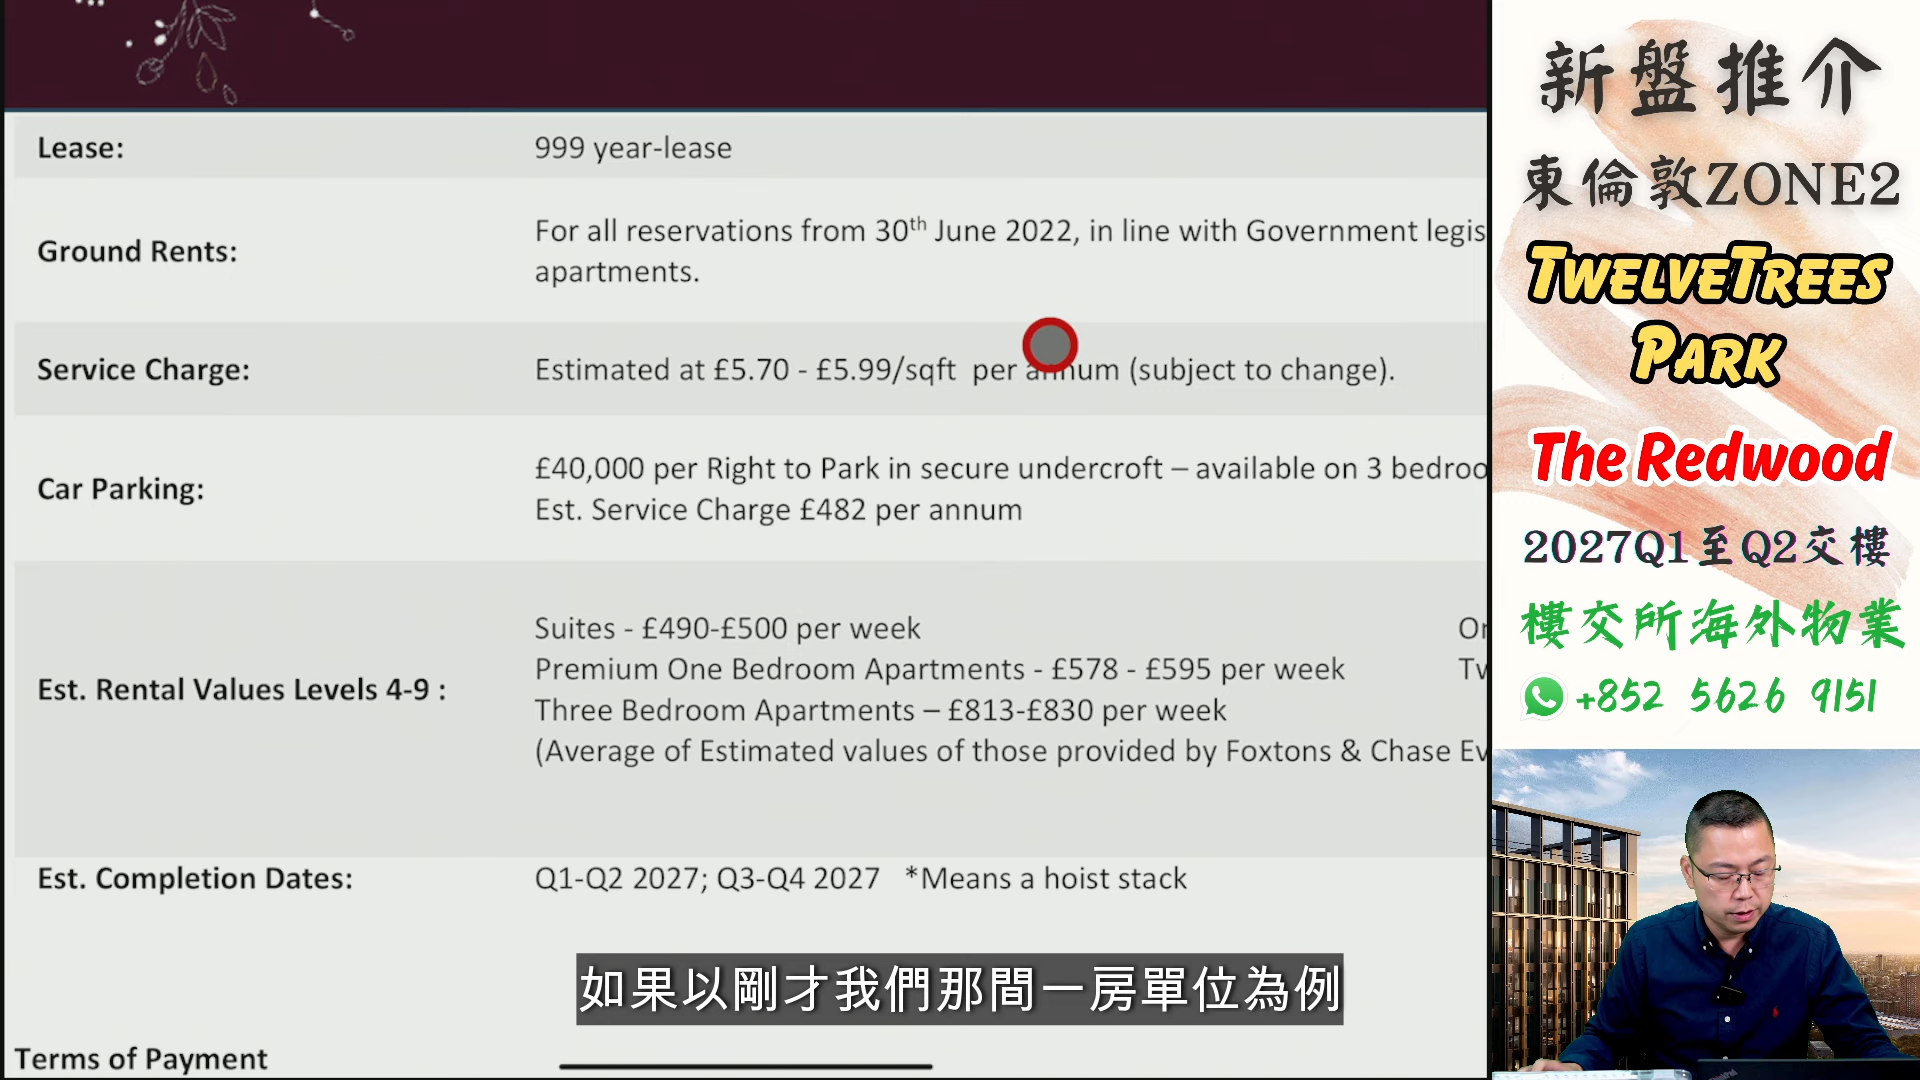 Lease:
999 year-lease
Ground Rents:
For all reservations from 30th June 2022, in line with Government legis
apartments.
Service Charge:
Estimated at £5.70 - £5.99/sqft per annum (subject to change).
Car Parking:
£40,000 per Right to Park in secure undercroft – available on 3 bedroo
Est. Service Charge £482 per annum
Est. Rental Values Levels 4-9 :
Suites - £490-£500 per week
Premium One Bedroom Apartments - £578 - £595 per week
Three Bedroom Apartments – £813-£830 per week
(Average of Estimated values of those provided by Foxtons & Chase Ev
Est. Completion Dates:
Q1-Q2 2027; Q3-Q4 2027 *Means a hoist stack
如果以剛才我們那間一房單位為例
Terms of Payment
新盤推介
東倫敦ZONE2
TWELVETREES
PARK
The Redwood
2027Q1至Q2交樓
樓交所海外物業
+852 5626 9151